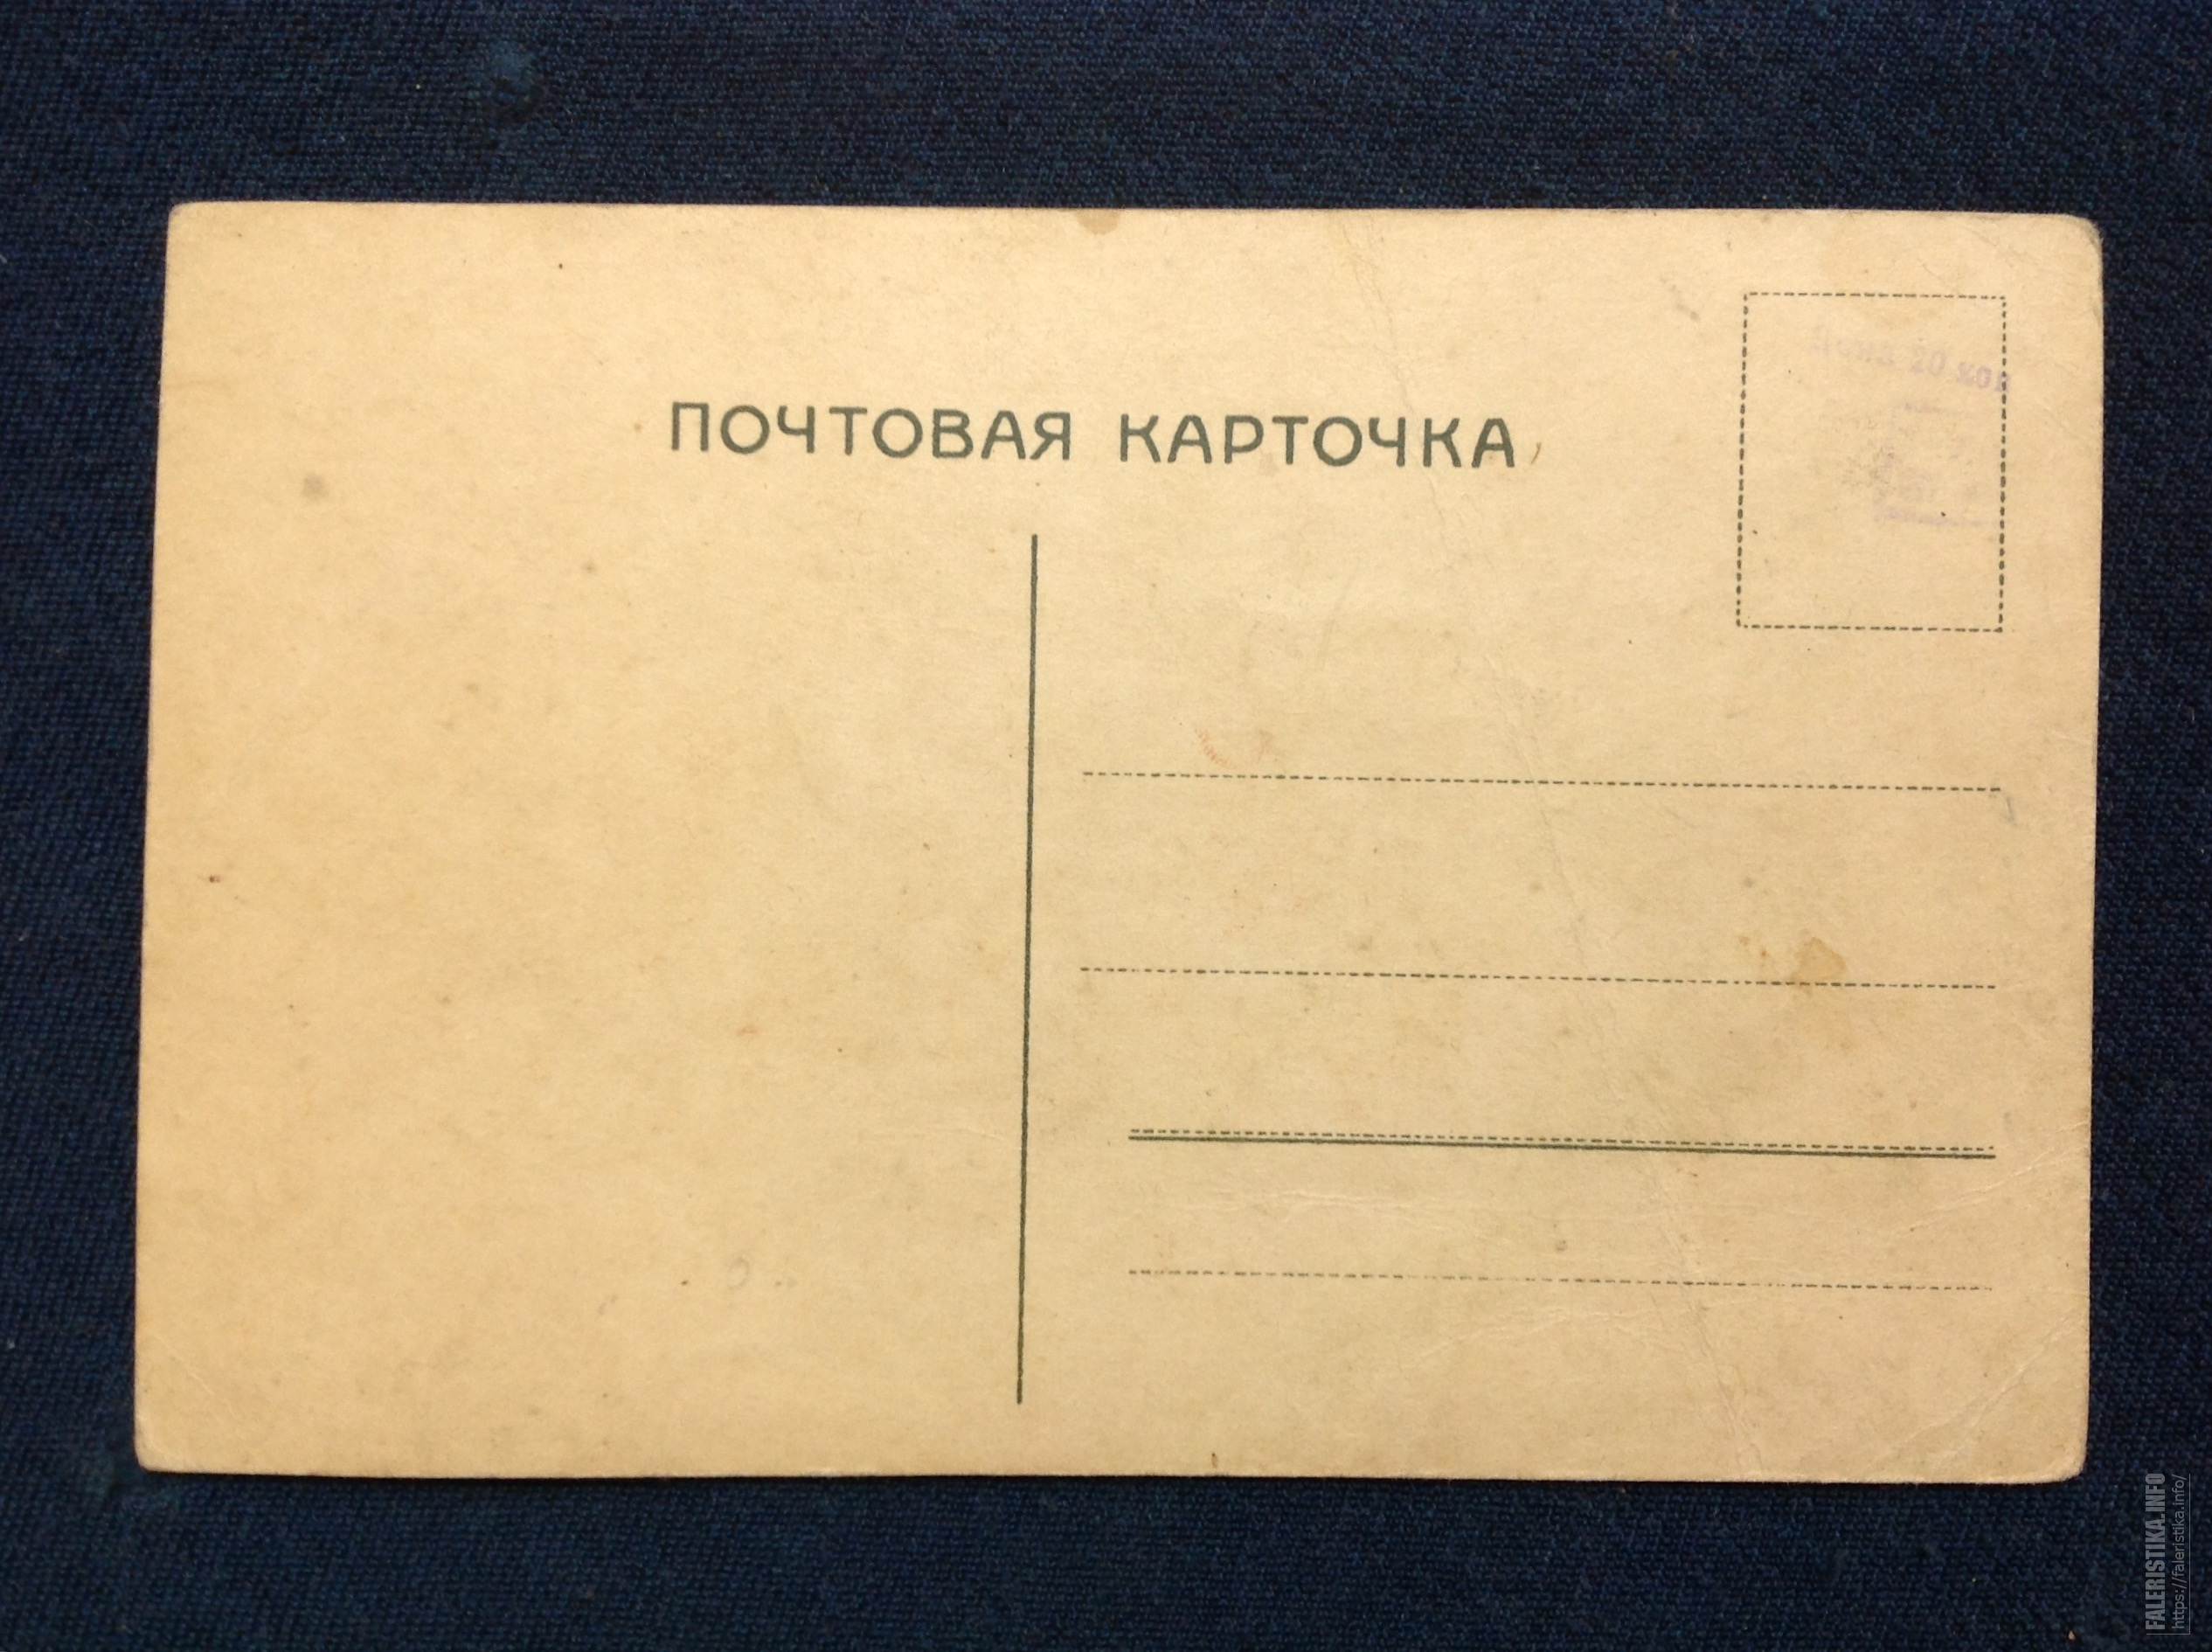 ПОЧТОВАЯ КАРТОЧКА
Цена 20 коп
FALERISTIKA.INFO
https://faleristika.info/